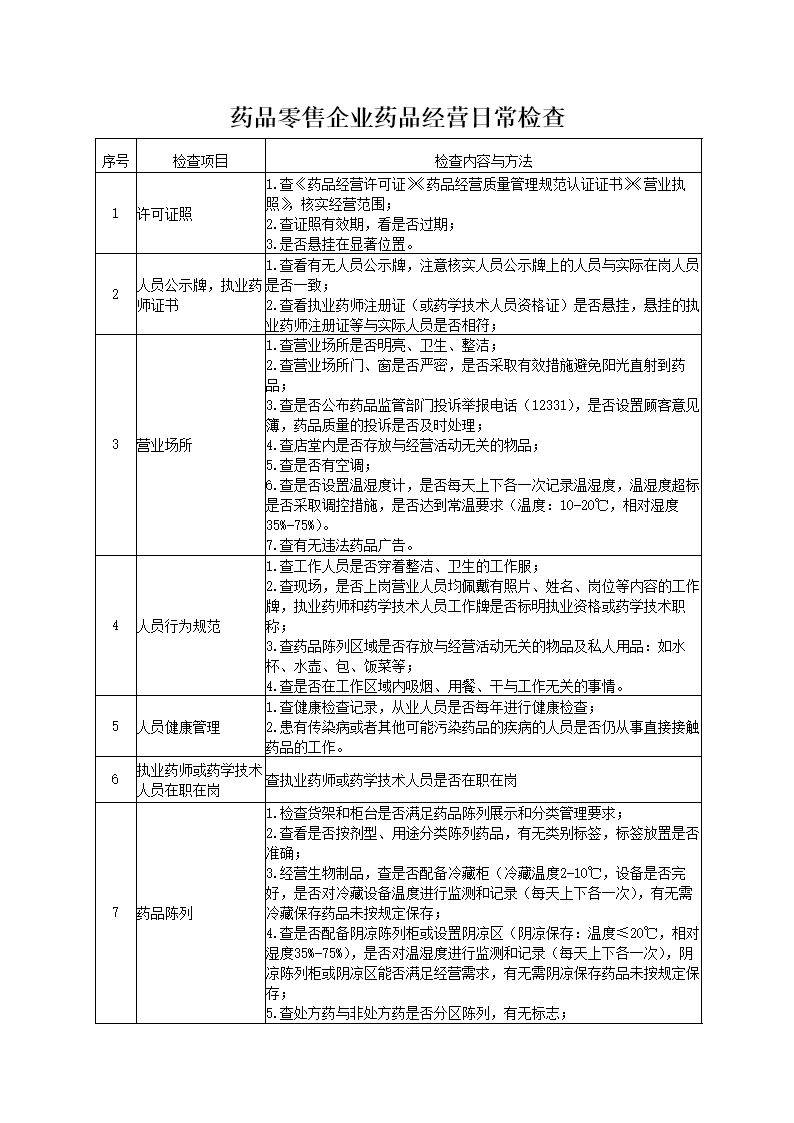 药品零售企业药品经营日常检查
序号 检查项目 检查内容与方法
1 许可证照
1.查《药品经营许可证》《药品经营质量管理规范认证证书》《营业执
照》，核实经营范围；
2.查证照有效期，看是否过期；
3.是否悬挂在显著位置。
2 人员公示牌，执业药
师证书
1.查看有无人员公示牌，注意核实人员公示牌上的人员与实际在岗人员
是否一致；
2.查看执业药师注册证（或药学技术人员资格证）是否悬挂，悬挂的执
业药师注册证等与实际人员是否相符；
3 营业场所
1.查营业场所是否明亮、卫生、整洁；
2.查营业场所门、窗是否严密，是否采取有效措施避免阳光直射到药
品；
3.查是否公布药品监管部门投诉举报电话（12331），是否设置顾客意见
簿，药品质量的投诉是否及时处理；
4.查店堂内是否存放与经营活动无关的物品；
5.查是否有空调；
6.查是否设置温湿度计，是否每天上下各一次记录温湿度，温湿度超标
是否采取调控措施，是否达到常温要求（温度：10-20℃，相对湿度
35%-75%）。
7.查有无违法药品广告。
4 人员行为规范
1.查工作人员是否穿着整洁、卫生的工作服；
2.查现场，是否上岗营业人员均佩戴有照片、姓名、岗位等内容的工作
牌，执业药师和药学技术人员工作牌是否标明执业资格或药学技术职
称；
3.查药品陈列区域是否存放与经营活动无关的物品及私人用品：如水
杯、水壶、包、饭菜等；
4.查是否在工作区域内吸烟、用餐、干与工作无关的事情。
5 人员健康管理
1.查健康检查记录，从业人员是否每年进行健康检查；
2.患有传染病或者其他可能污染药品的疾病的人员是否仍从事直接接触
药品的工作。
6 执业药师或药学技术
人员在职在岗
查执业药师或药学技术人员是否在职在岗
7 药品陈列
1.检查货架和柜台是否满足药品陈列展示和分类管理要求；
2.查看是否按剂型、用途分类陈列药品，有无类别标签，标签放置是否
准确；
3.经营生物制品，查是否配备冷藏柜（冷藏温度2-10℃，设备是否完
好，是否对冷藏设备温度进行监测和记录（每天上下各一次），有无需
冷藏保存药品未按规定保存；
4.查是否配备阴凉陈列柜或设置阴凉区（阴凉保存：温度≤20℃，相对
湿度35%-75%），是否对温湿度进行监测和记录（每天上下各一次），阴
凉陈列柜或阴凉区能否满足经营需求，有无需阴凉保存药品未按规定保
存；
5.查处方药与非处方药是否分区陈列，有无标志；